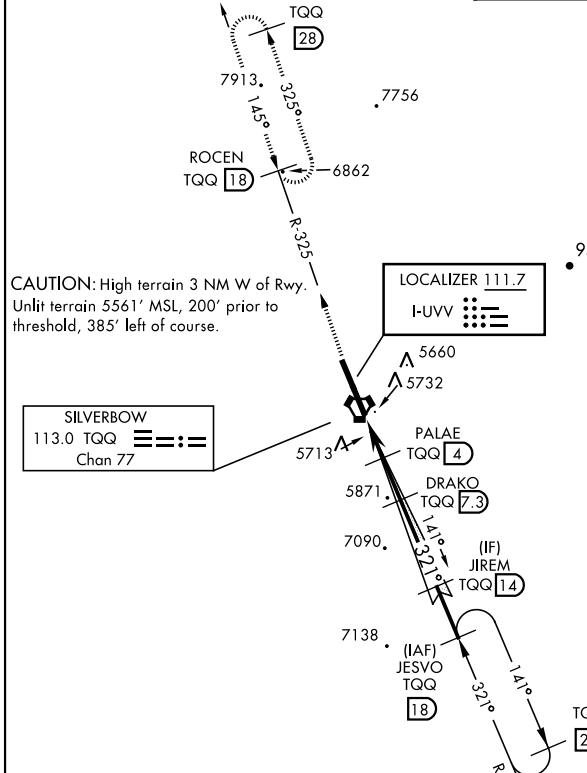 TQQ
28
7913
7756
325°
145°
ROCEN
TQQ 18
6862
R-325
CAUTION: High terrain 3 NM W of Rwy.
Unlit terrain 5561' MSL, 200' prior to
threshold, 385' left of course.
LOCALIZER 111.7
I-UVV
5660
5732
SILVERBOW
113.0 TQQ
Chan 77
5713
PALAE
TQQ 4
DRAKO
TQQ 7.3
5871
141°
7090
321°
(IF)
JIREM
TQQ 14
7138
(IAF)
JESVO
TQQ
18
321°
141°
R